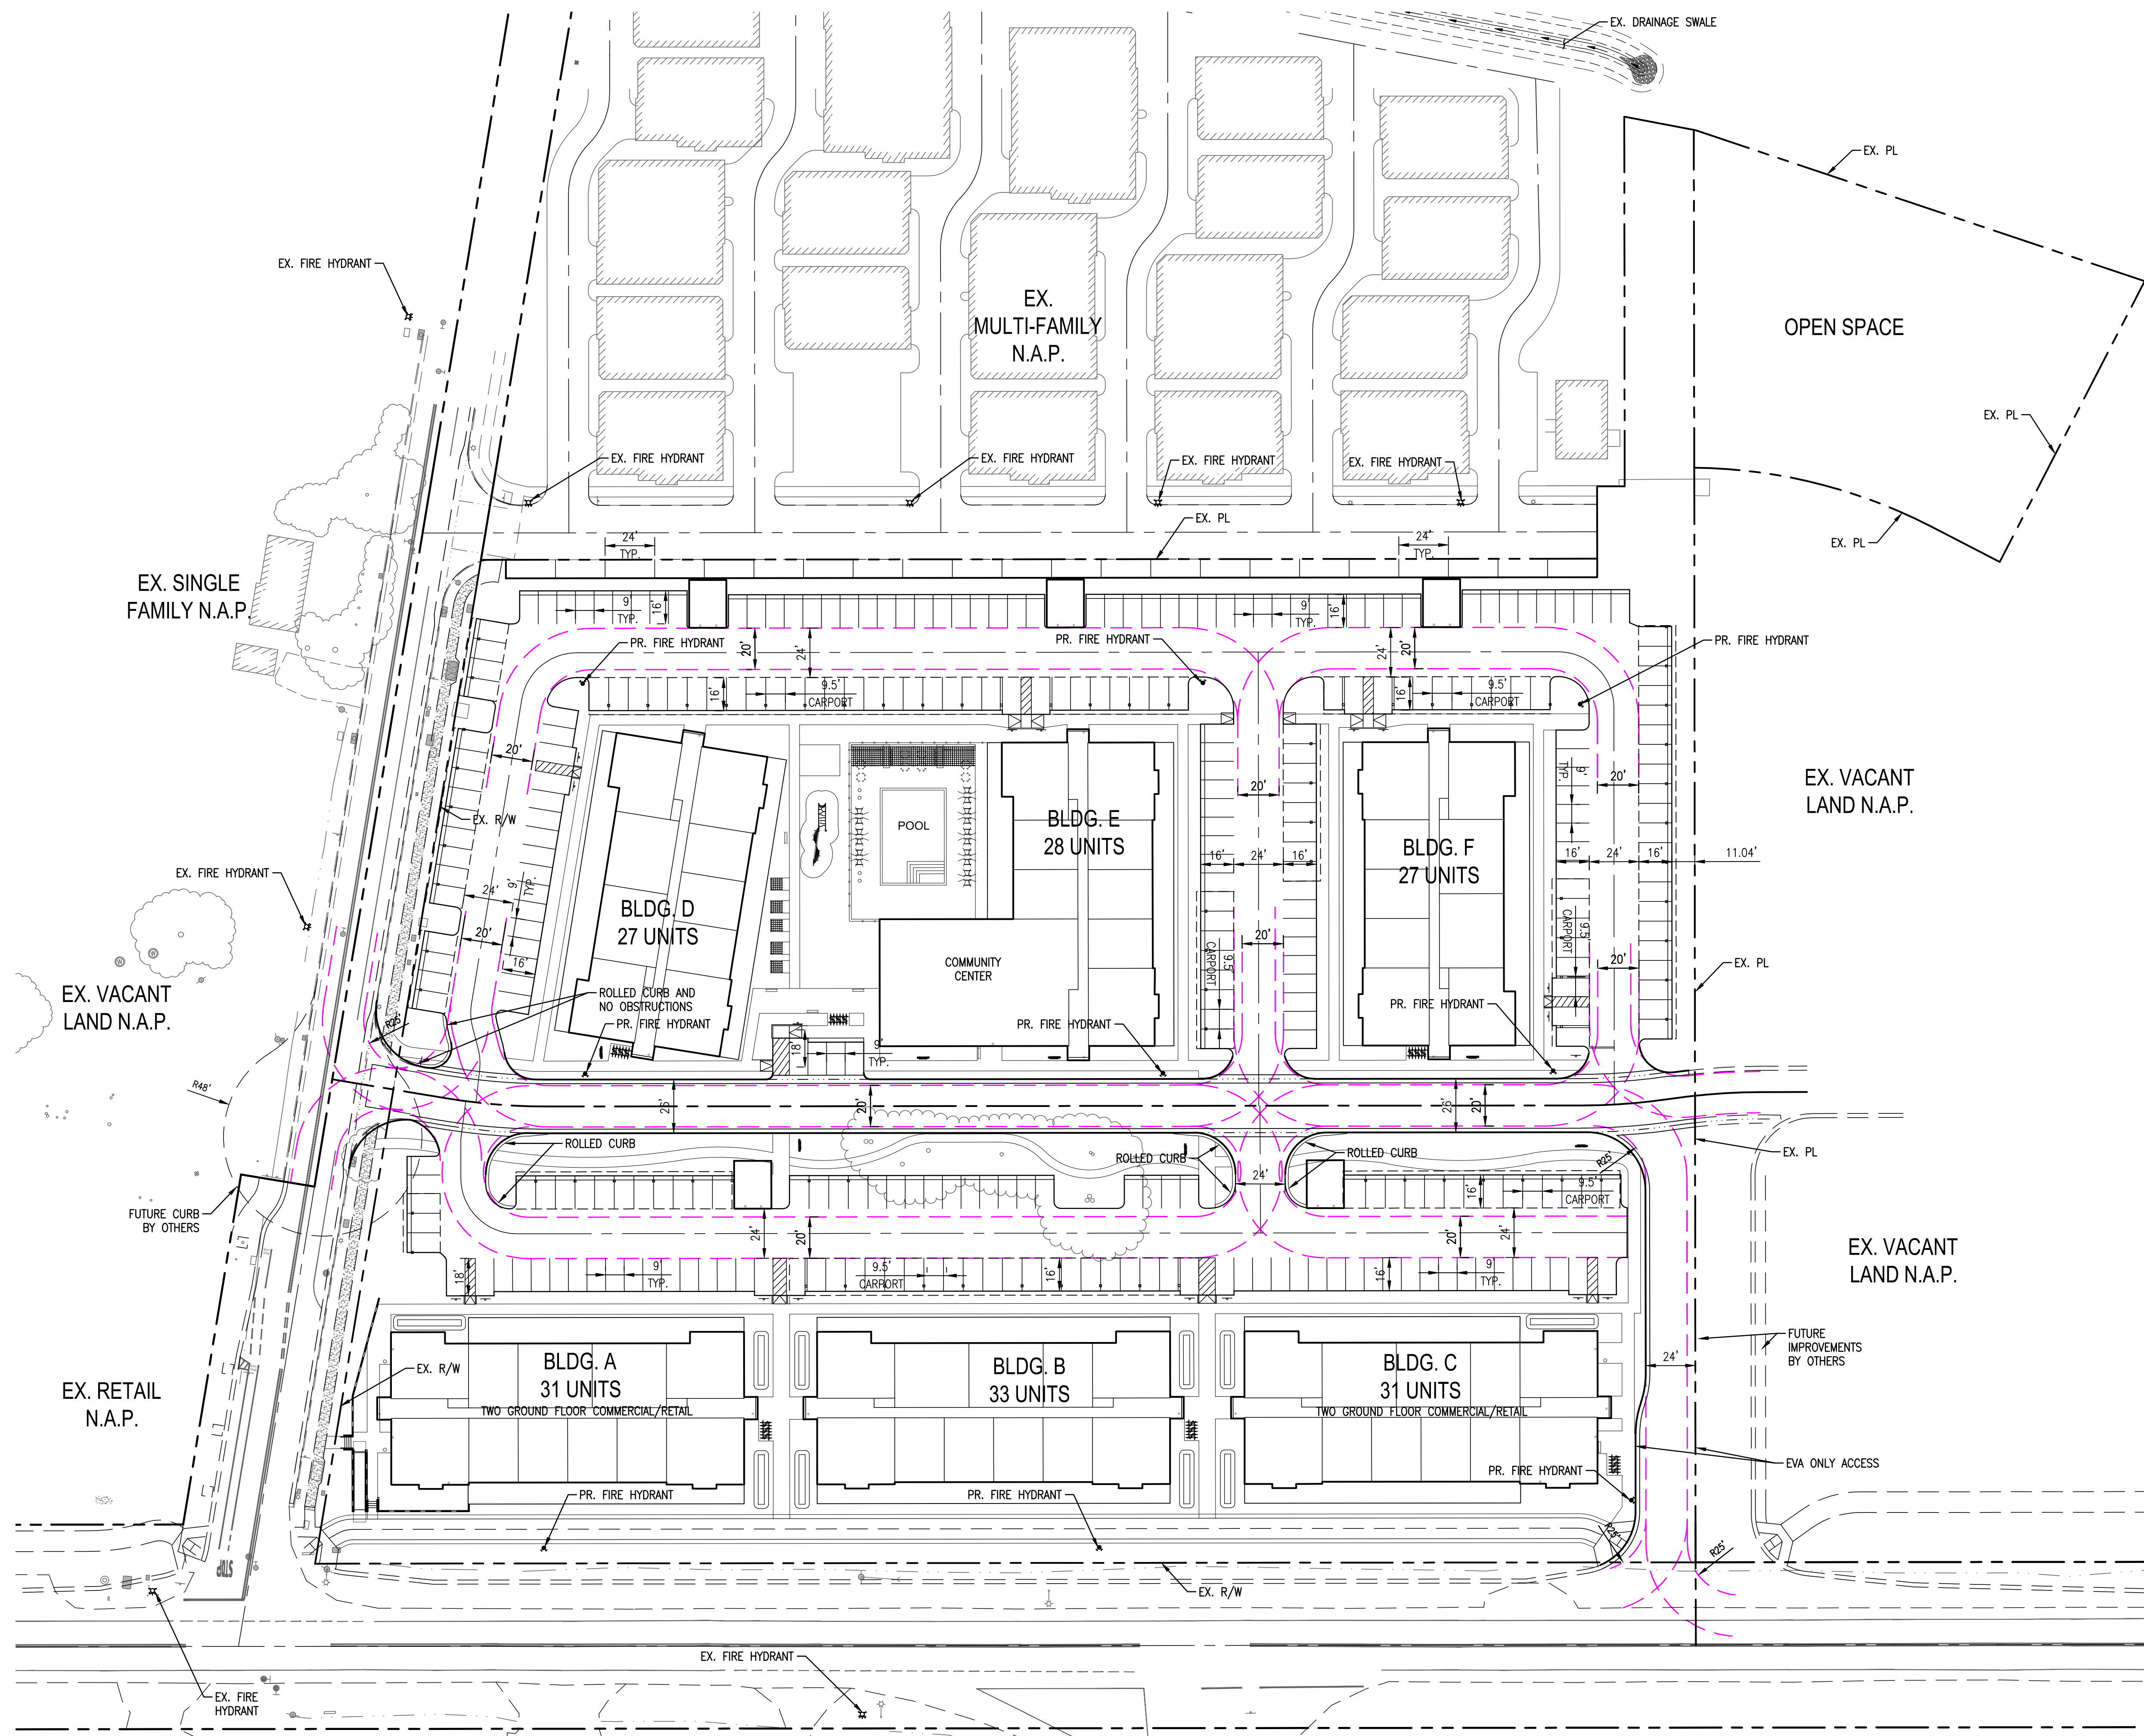 EX. DRAINAGE SWALE
EX. PL
EX. FIRE HYDRANT
EX.
MULTI-FAMILY
N.A.P.
OPEN SPACE
EX. PL
EX. FIRE HYDRANT
EX. FIRE HYDRANT
EX. FIRE HYDRANT
EX. FIRE HYDRANT
EX. PL
EX. PL
24'
TYP.
24'
TYP.
EX. SINGLE
FAMILY N.A.P.
9'
TYP.
16'
9'
TYP.
16'
PR. FIRE HYDRANT
20'
24'
PR. FIRE HYDRANT
24'
20'
PR. FIRE HYDRANT
16'
9.5'
CARPORT
16'
9.5'
CARPORT
20'
9'
TYP.
20'
20'
EX. VACANT
LAND N.A.P.
EX. R/W
POOL
BLDG. E
28 UNITS
BLDG. F
27 UNITS
16'
24'
16'
16'
24'
16'
11.04'
EX. FIRE HYDRANT
24'
9'
TYP.
BLDG. D
27 UNITS
20'
16'
20'
9.5'
CARPORT
9.5'
CARPORT
20'
COMMUNITY
CENTER
EX. PL
EX. VACANT
LAND N.A.P.
ROLLED CURB AND
NO OBSTRUCTIONS
R25'
PR. FIRE HYDRANT
PR. FIRE HYDRANT
PR. FIRE HYDRANT
18'
9'
TYP.
R48'
26'
20'
26'
20'
ROLLED CURB
ROLLED CURB
ROLLED CURB
R25'
EX. PL
24'
16'
9.5'
CARPORT
FUTURE CURB
BY OTHERS
24'
20'
20'
24'
EX. VACANT
LAND N.A.P.
18'
9'
TYP.
9.5'
CARPORT
16'
16'
9'
TYP.
FUTURE
IMPROVEMENTS
BY OTHERS
24'
EX. RETAIL
N.A.P.
EX. R/W
BLDG. A
31 UNITS
TWO GROUND FLOOR COMMERCIAL/RETAIL
BLDG. B
33 UNITS
BLDG. C
31 UNITS
TWO GROUND FLOOR COMMERCIAL/RETAIL
EVA ONLY ACCESS
PR. FIRE HYDRANT
PR. FIRE HYDRANT
PR. FIRE HYDRANT
R25'
R25'
STOP
EX. R/W
EX. FIRE HYDRANT
EX. FIRE
HYDRANT